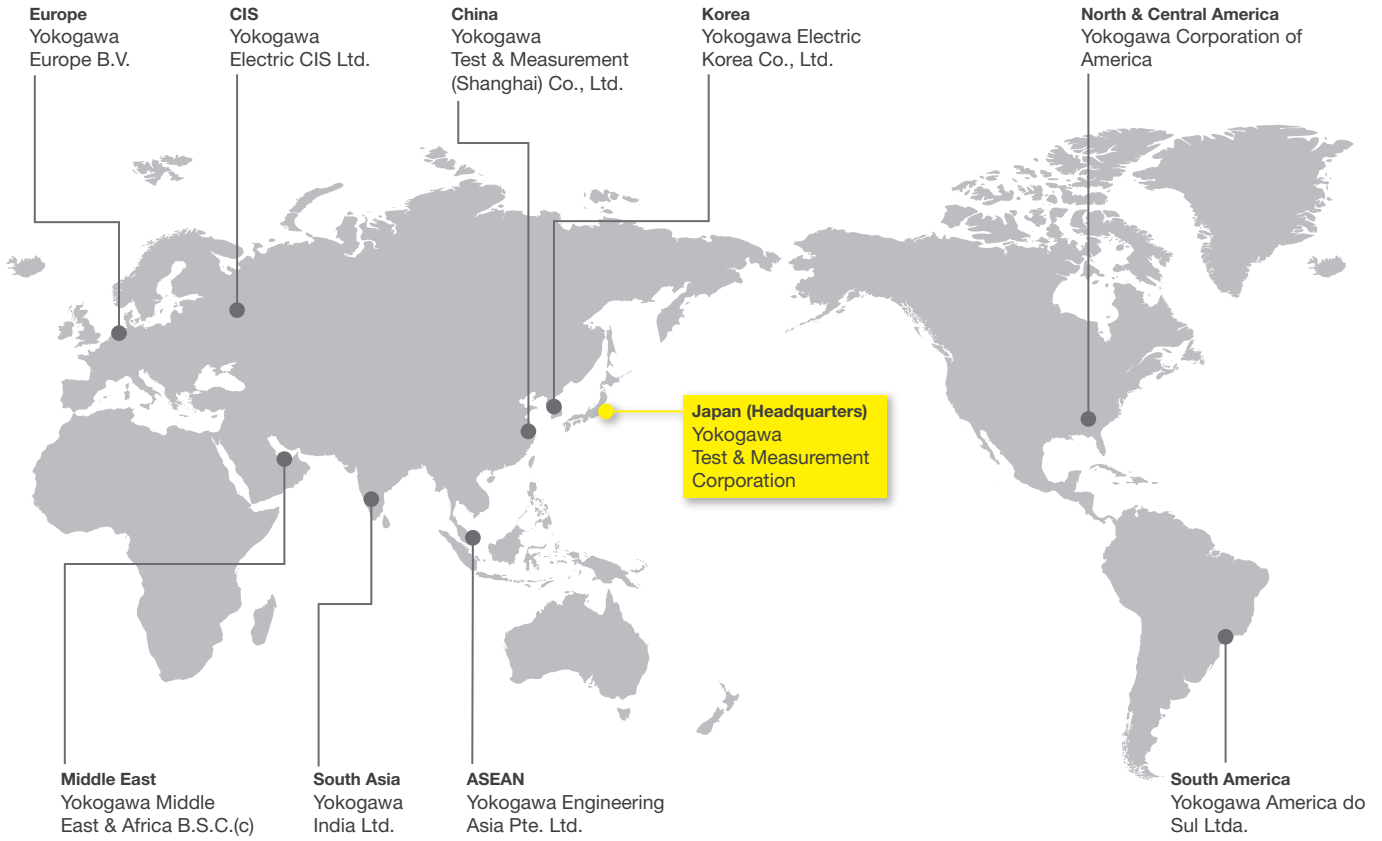 Europe
Yokogawa
Europe B.V.
CIS
Yokogawa
Electric CIS Ltd.
China
Yokogawa
Test & Measurement
(Shanghai) Co., Ltd.
Korea
Yokogawa Electric
Korea Co., Ltd.
North & Central America
Yokogawa Corporation of
America
Japan (Headquarters)
Yokogawa
Test & Measurement
Corporation
Middle East
Yokogawa Middle
East & Africa B.S.C.(c)
South Asia
Yokogawa
India Ltd.
ASEAN
Yokogawa Engineering
Asia Pte. Ltd.
South America
Yokogawa America do
Sul Ltda.